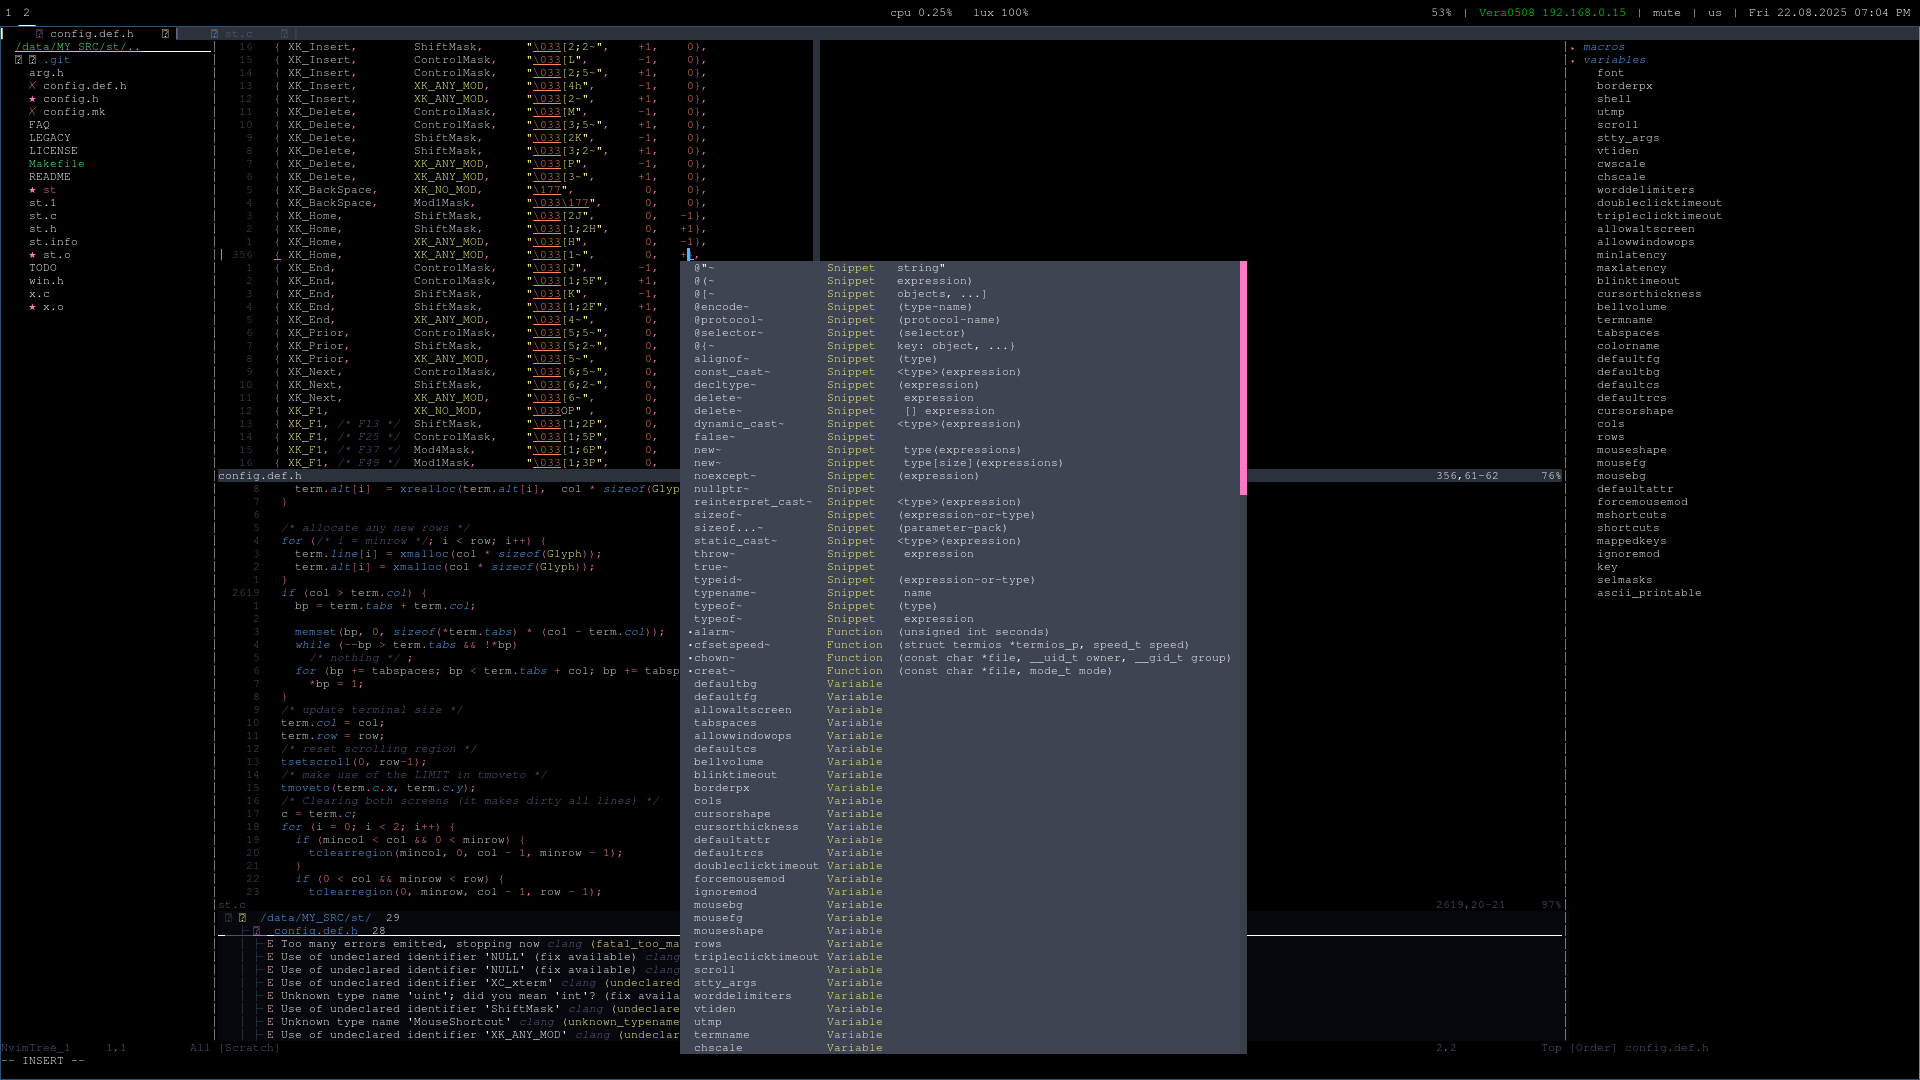 1 2 cpu 0.25% lux 100% 53% | Vera0508 192.168.0.15 | mute | us | Fri 22.08.2025 07:04 PM
config.def.h st.c
/data/MY_SRC/st/..
.git
arg.h
X config.def.h
★ config.h
X config.mk
FAQ
LEGACY
LICENSE
Makefile
README
★ st
st.1
st.c
st.h
st.info
★ st.o
TODO
win.h
x.c
★ x.o
16 { XK_Insert, ShiftMask, "\033[2;2~", +1, 0},
15 { XK_Insert, ControlMask, "\033[L", -1, 0},
14 { XK_Insert, ControlMask, "\033[2;5~", +1, 0},
13 { XK_Insert, XK_ANY_MOD, "\033[4h", -1, 0},
12 { XK_Insert, XK_ANY_MOD, "\033[2~", +1, 0},
11 { XK_Delete, ControlMask, "\033[M", -1, 0},
10 { XK_Delete, ControlMask, "\033[3;5~", +1, 0},
9 { XK_Delete, ShiftMask, "\033[2K", -1, 0},
8 { XK_Delete, ShiftMask, "\033[3;2~", +1, 0},
7 { XK_Delete, XK_ANY_MOD, "\033[P", -1, 0},
6 { XK_Delete, XK_ANY_MOD, "\033[3~", +1, 0},
5 { XK_BackSpace, XK_NO_MOD, "\177", 0, 0},
4 { XK_BackSpace, Mod1Mask, "\033\177", 0, 0},
3 { XK_Home, ShiftMask, "\033[2J", 0, -1},
2 { XK_Home, ShiftMask, "\033[1;2H", 0, +1},
1 { XK_Home, XK_ANY_MOD, "\033[H", 0, -1},
356 { XK_Home, XK_ANY_MOD, "\033[1~", 0, +},
1 { XK_End, ControlMask, "\033[J", -1,
2 { XK_End, ControlMask, "\033[1;5F", +1,
3 { XK_End, ShiftMask, "\033[K", -1,
4 { XK_End, ShiftMask, "\033[1;2F", +1,
5 { XK_End, XK_ANY_MOD, "\033[4~", 0,
6 { XK_Prior, ControlMask, "\033[5;5~", 0,
7 { XK_Prior, ShiftMask, "\033[5;2~", 0,
8 { XK_Prior, XK_ANY_MOD, "\033[5~", 0,
9 { XK_Next, ControlMask, "\033[6;5~", 0,
10 { XK_Next, ShiftMask, "\033[6;2~", 0,
11 { XK_Next, XK_ANY_MOD, "\033[6~", 0,
12 { XK_F1, XK_NO_MOD, "\033OP" , 0,
13 { XK_F1, /* F13 */ ShiftMask, "\033[1;2P", 0,
14 { XK_F1, /* F25 */ ControlMask, "\033[1;5P", 0,
15 { XK_F1, /* F37 */ Mod4Mask, "\033[1;6P", 0,
16 { XK_F1, /* F49 */ Mod1Mask, "\033[1;3P", 0,
config.def.h 356,61-62 76%
8 term.alt[i] = xrealloc(term.alt[i], col * sizeof(Glyp
7 }
6
5 /* allocate any new rows */
4 for (/* i = minrow */; i < row; i++) {
3 term.line[i] = xmalloc(col * sizeof(Glyph));
2 term.alt[i] = xmalloc(col * sizeof(Glyph));
1 }
2619 if (col > term.col) {
1 bp = term.tabs + term.col;
2
3 memset(bp, 0, sizeof(*term.tabs) * (col - term.col));
4 while (--bp > term.tabs && !*bp)
5 /* nothing */ ;
6 for (bp += tabspaces; bp < term.tabs + col; bp += tabsp
7 *bp = 1;
8 }
9 /* update terminal size */
10 term.col = col;
11 term.row = row;
12 /* reset scrolling region */
13 tsetscroll(0, row-1);
14 /* make use of the LIMIT in tmoveto */
15 tmoveto(term.c.x, term.c.y);
16 /* Clearing both screens (it makes dirty all lines) */
17 c = term.c;
18 for (i = 0; i < 2; i++) {
19 if (mincol < col && 0 < minrow) {
20 tclearregion(mincol, 0, col - 1, minrow - 1);
21 }
22 if (0 < col && minrow < row) {
23 tclearregion(0, minrow, col - 1, row - 1);
st.c 2619,20-21 97%
/data/MY_SRC/st/ 29
config.def.h 28
E Too many errors emitted, stopping now clang (fatal_too_ma
E Use of undeclared identifier 'NULL' (fix available) clang
E Use of undeclared identifier 'NULL' (fix available) clang
E Use of undeclared identifier 'XC_xterm' clang (undeclared
E Unknown type name 'uint'; did you mean 'int'? (fix availa
E Use of undeclared identifier 'ShiftMask' clang (undeclare
E Unknown type name 'MouseShortcut' clang (unknown_typename
E Use of undeclared identifier 'XK_ANY_MOD' clang (undeclar
@"~ Snippet string"
@(~ Snippet expression)
@[~ Snippet objects, ...]
@encode~ Snippet (type-name)
@protocol~ Snippet (protocol-name)
@selector~ Snippet (selector)
@{~ Snippet key: object, ...}
alignof~ Snippet (type)
const_cast~ Snippet <type>(expression)
decltype~ Snippet (expression)
delete~ Snippet expression
delete~ Snippet [] expression
dynamic_cast~ Snippet <type>(expression)
false~ Snippet
new~ Snippet type(expressions)
new~ Snippet type[size](expressions)
noexcept~ Snippet (expression)
nullptr~ Snippet
reinterpret_cast~ Snippet <type>(expression)
sizeof~ Snippet (expression-or-type)
sizeof...~ Snippet (parameter-pack)
static_cast~ Snippet <type>(expression)
throw~ Snippet expression
true~ Snippet
typeid~ Snippet (expression-or-type)
typename~ Snippet name
typeof~ Snippet (type)
typeof~ Snippet expression
•alarm~ Function (unsigned int seconds)
•cfsetspeed~ Function (struct termios *termios_p, speed_t speed)
•chown~ Function (const char *file, __uid_t owner, __gid_t group)
•creat~ Function (const char *file, mode_t mode)
defaultbg Variable
defaultfg Variable
allowaltscreen Variable
tabspaces Variable
allowwindowops Variable
defaultcs Variable
bellvolume Variable
blinktimeout Variable
borderpx Variable
cols Variable
cursorshape Variable
cursorthickness Variable
defaultattr Variable
defaultrcs Variable
doubleclicktimeout Variable
forcemousemod Variable
ignoremod Variable
mousebg Variable
mousefg Variable
mouseshape Variable
rows Variable
tripleclicktimeout Variable
scroll Variable
stty_args Variable
worddelimiters Variable
vtiden Variable
utmp Variable
termname Variable
chscale Variable
macros
variables
font
borderpx
shell
utmp
scroll
stty_args
vtiden
cwscale
chscale
worddelimiters
doubleclicktimeout
tripleclicktimeout
allowaltscreen
allowwindowops
minlatency
maxlatency
blinktimeout
cursorthickness
bellvolume
termname
tabspaces
colorname
defaultfg
defaultbg
defaultcs
defaultrcs
cursorshape
cols
rows
mouseshape
mousefg
mousebg
defaultattr
forcemousemod
mshortcuts
shortcuts
mappedkeys
ignoremod
key
selmasks
ascii_printable
NvimTree_1 1,1 All [Scratch] 2,2 Top [Order] config.def.h
-- INSERT --